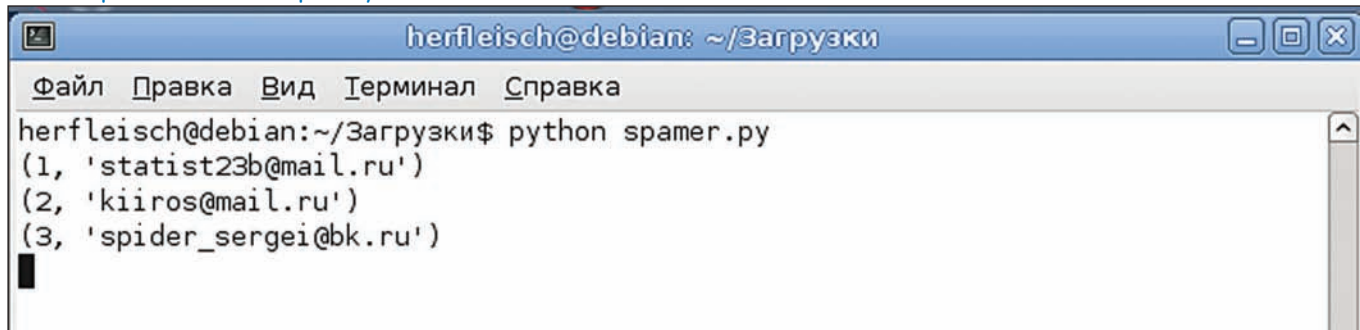 herfleisch@debian: ~/Загрузки
Файл Правка Вид Терминал Справка
herfleisch@debian:~/Загрузки$ python spamer.py
(1, 'statist23b@mail.ru')
(2, 'kiiros@mail.ru')
(3, 'spider_sergei@bk.ru')